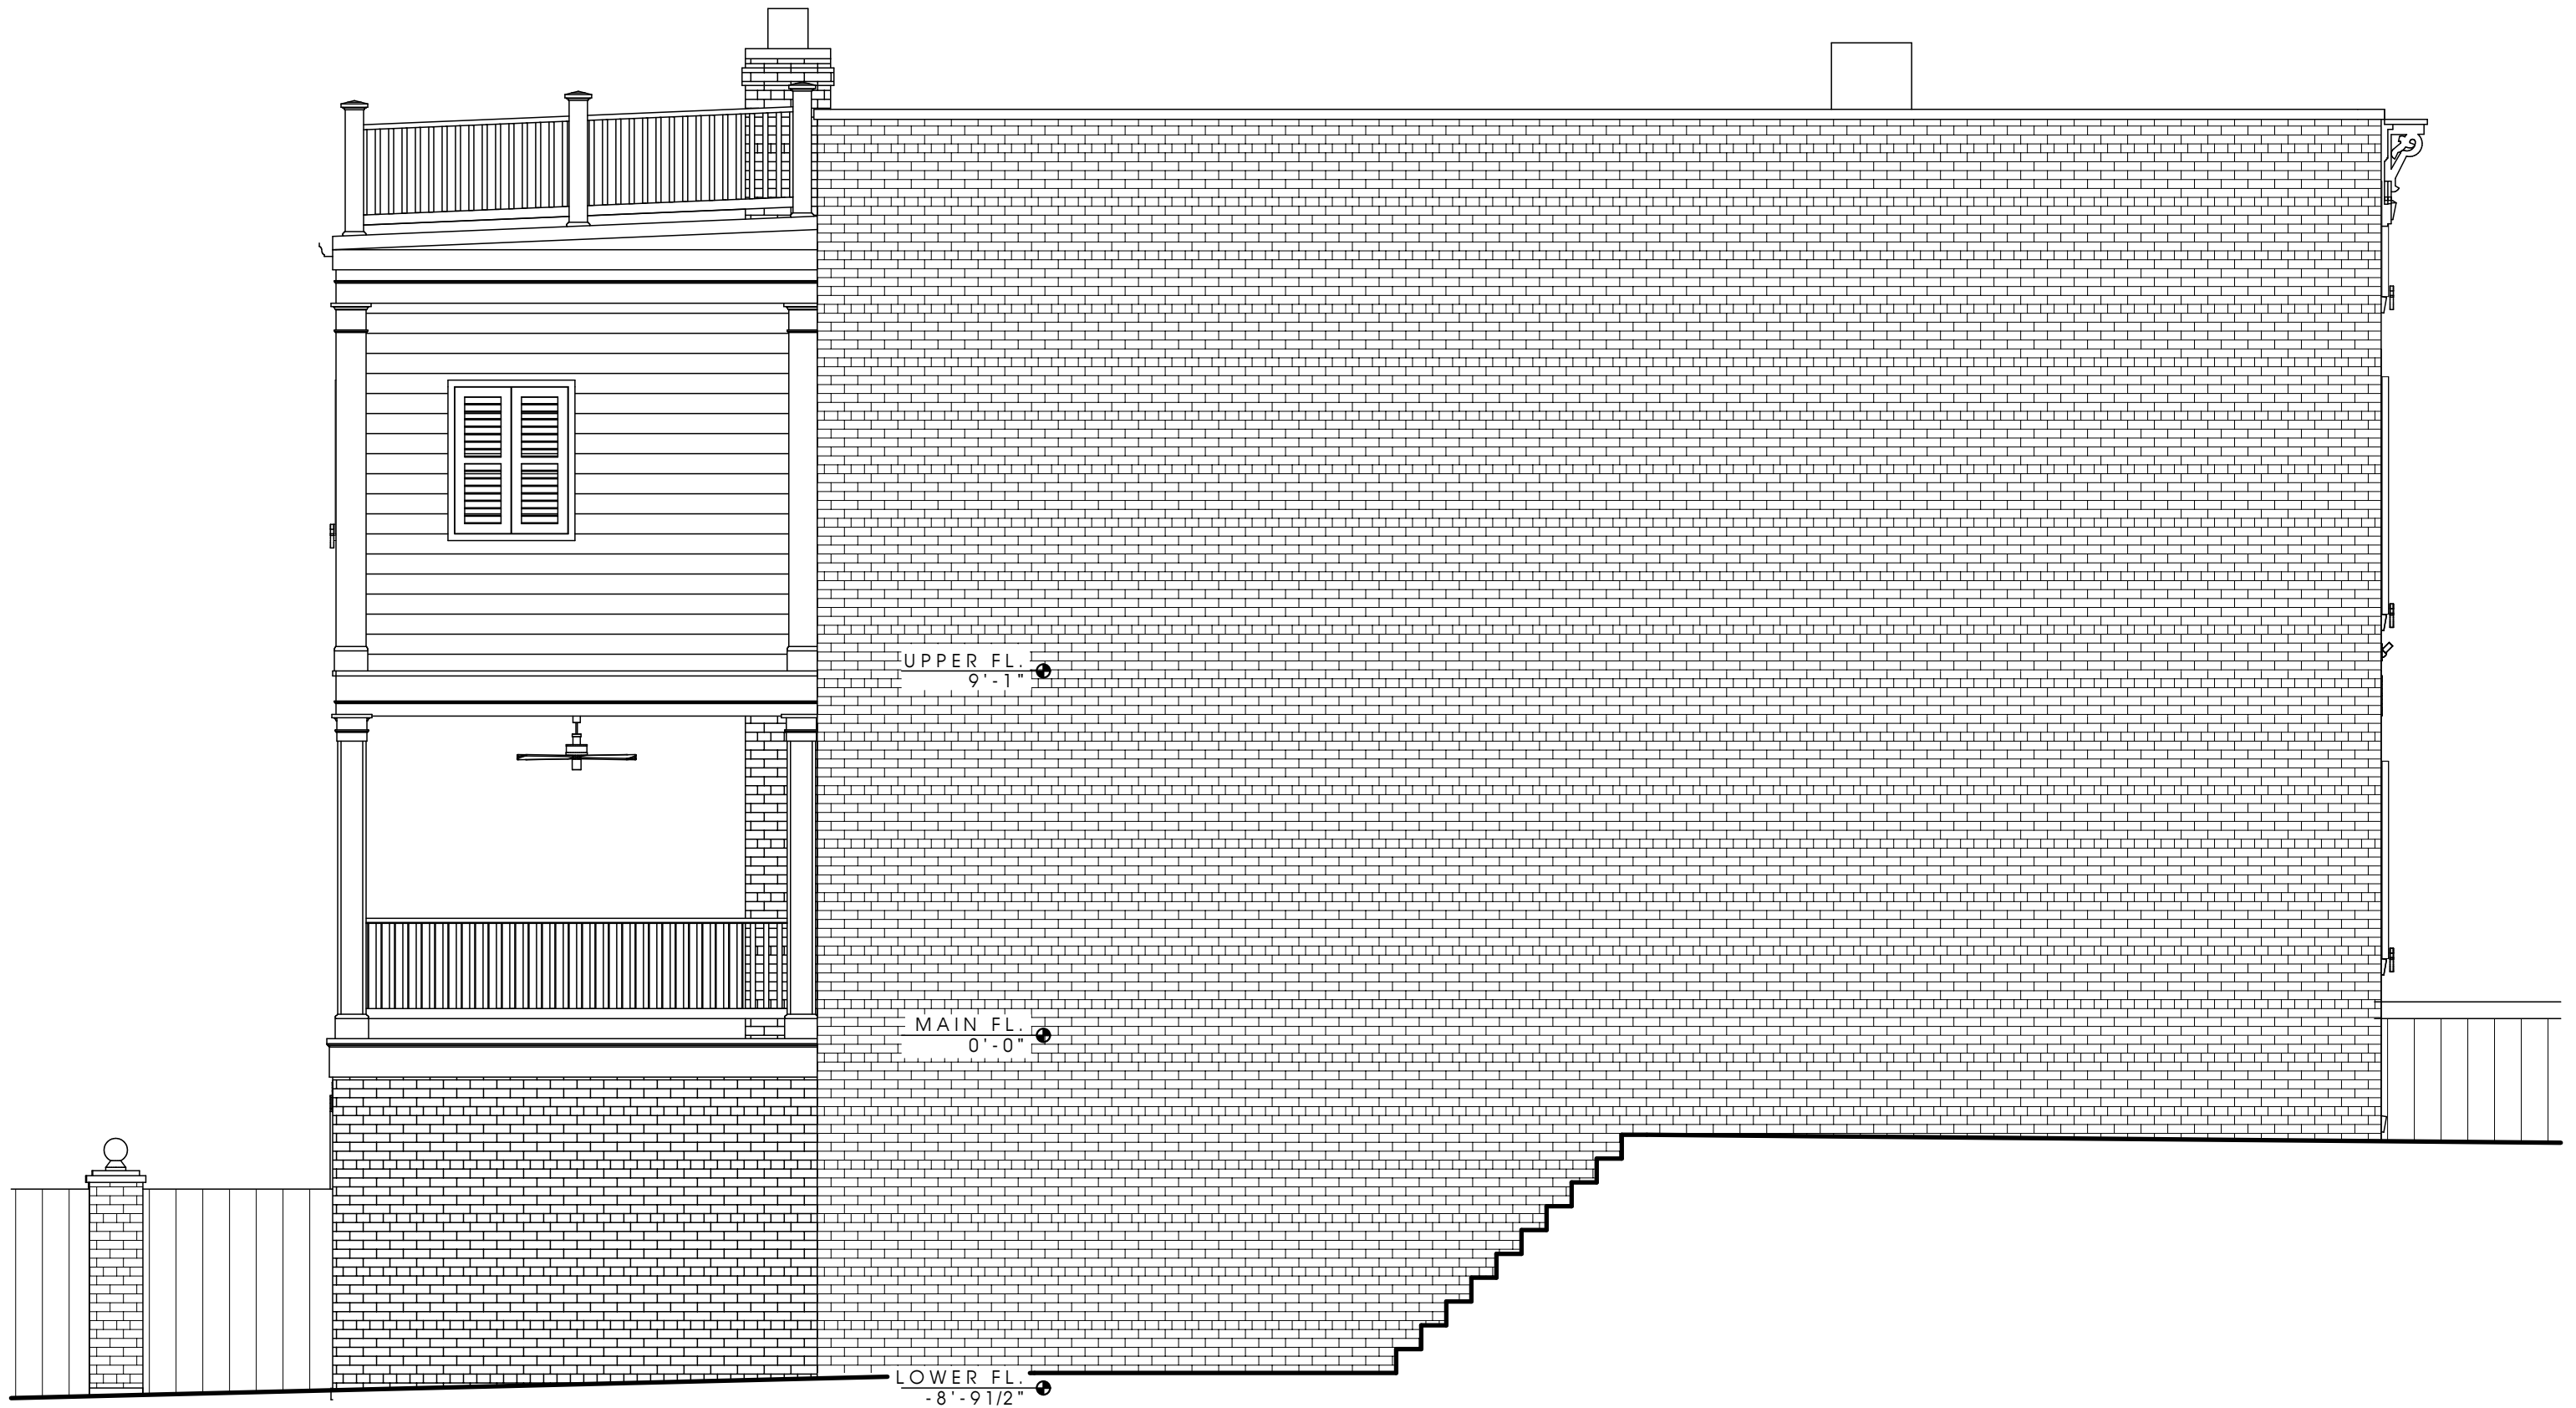 UPPER FL.
9'-1"
MAIN FL.
0'-0"
LOWER FL.
-8'-9 1/2"